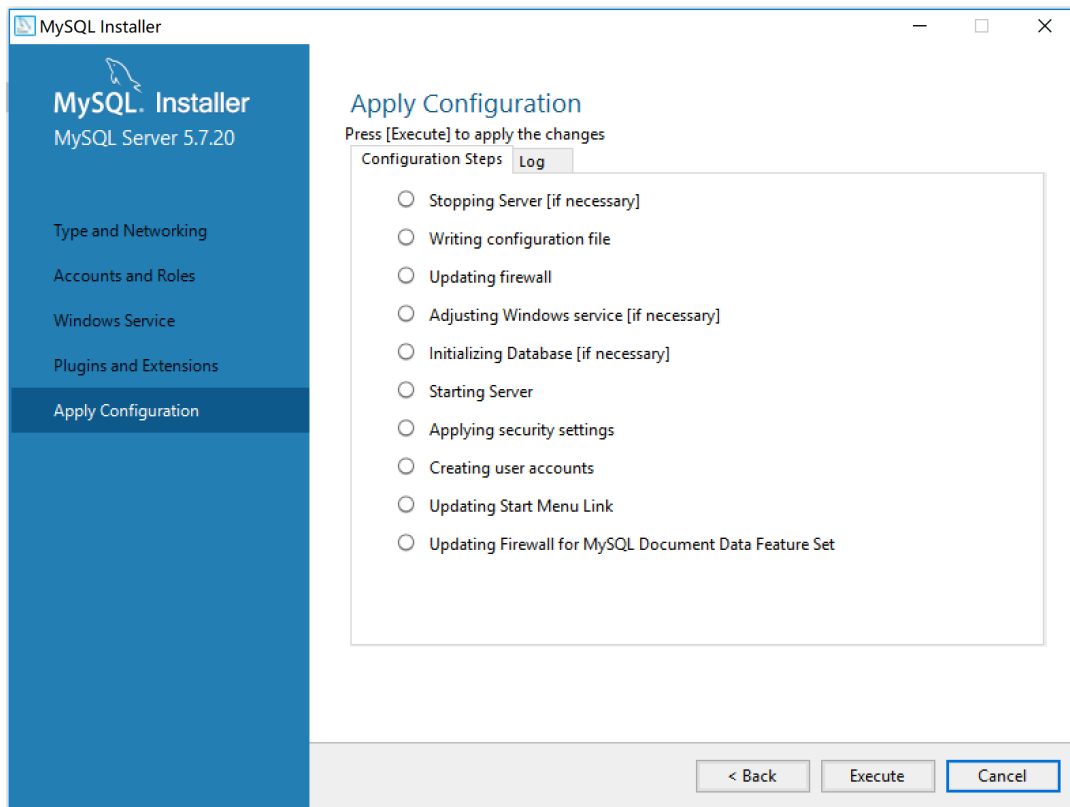 MySQL Installer
MySQL. Installer
MySQL Server 5.7.20
Type and Networking
Accounts and Roles
Windows Service
Plugins and Extensions
Apply Configuration
Apply Configuration
Press [Execute] to apply the changes
Configuration Steps
Log
Stopping Server [if necessary]
Writing configuration file
Updating firewall
Adjusting Windows service [if necessary]
Initializing Database [if necessary]
Starting Server
Applying security settings
Creating user accounts
Updating Start Menu Link
Updating Firewall for MySQL Document Data Feature Set
< Back
Execute
Cancel